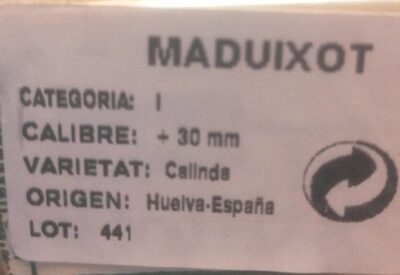 MADUIXOT
CATEGORIA: I
CALIBRE: + 30 mm
VARIETAT: Calinda
ORIGEN: Huelva-España
LOT: 441